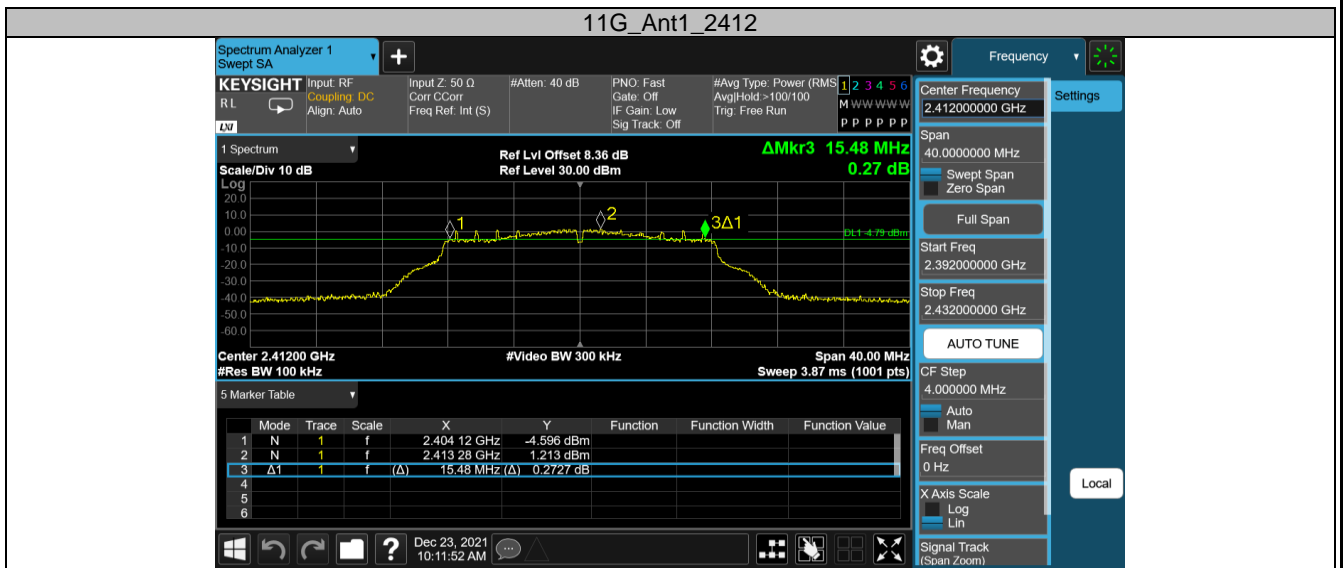 11G_Ant1_2412
Spectrum Analyzer 1
Swept SA
+
Frequency
KEYSIGHT
RL
LXI
Input: RF
Coupling: DC
Align: Auto
Input Z: 50 Ω
Corr CCorr
Freq Ref: Int (S)
#Atten: 40 dB
PNO: Fast
Gate: Off
IF Gain: Low
Sig Track: Off
#Avg Type: Power (RMS
Avg|Hold:>100/100
Trig: Free Run
1 2 3 4 5 6
M W W W W W
P P P P P P
Center Frequency
2.412000000 GHz
Settings
1 Spectrum
Ref Lvl Offset 8.36 dB
ΔMkr3 15.48 MHz
Scale/Div 10 dB
Ref Level 30.00 dBm
0.27 dB
Log
20.0
10.0
0.00
-10.0
-20.0
-30.0
-40.0
-50.0
-60.0
1
2
3Δ1
DL1 -4.79 dBm
Center 2.41200 GHz
#Video BW 300 kHz
Span 40.00 MHz
#Res BW 100 kHz
Sweep 3.87 ms (1001 pts)
Span
40.0000000 MHz
Swept Span
Zero Span
Full Span
Start Freq
2.392000000 GHz
Stop Freq
2.432000000 GHz
AUTO TUNE
CF Step
4.000000 MHz
Auto
Man
Freq Offset
0 Hz
X Axis Scale
Log
Lin
Signal Track
(Span Zoom)
Local
5 Marker Table
Mode Trace Scale X Y Function Function Width Function Value
1 N 1 f 2.404 12 GHz -4.596 dBm
2 N 1 f 2.413 28 GHz 1.213 dBm
3 Δ1 1 f (Δ) 15.48 MHz (Δ) 0.2727 dB
4
5
6
?
Dec 23, 2021
10:11:52 AM